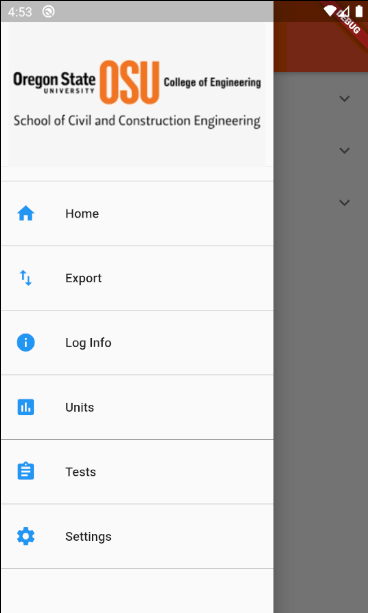 4:53
DEBUG
Oregon State
UNIVERSITY
OSU
College of Engineering
School of Civil and Construction Engineering
Home
Export
Log Info
Units
Tests
Settings